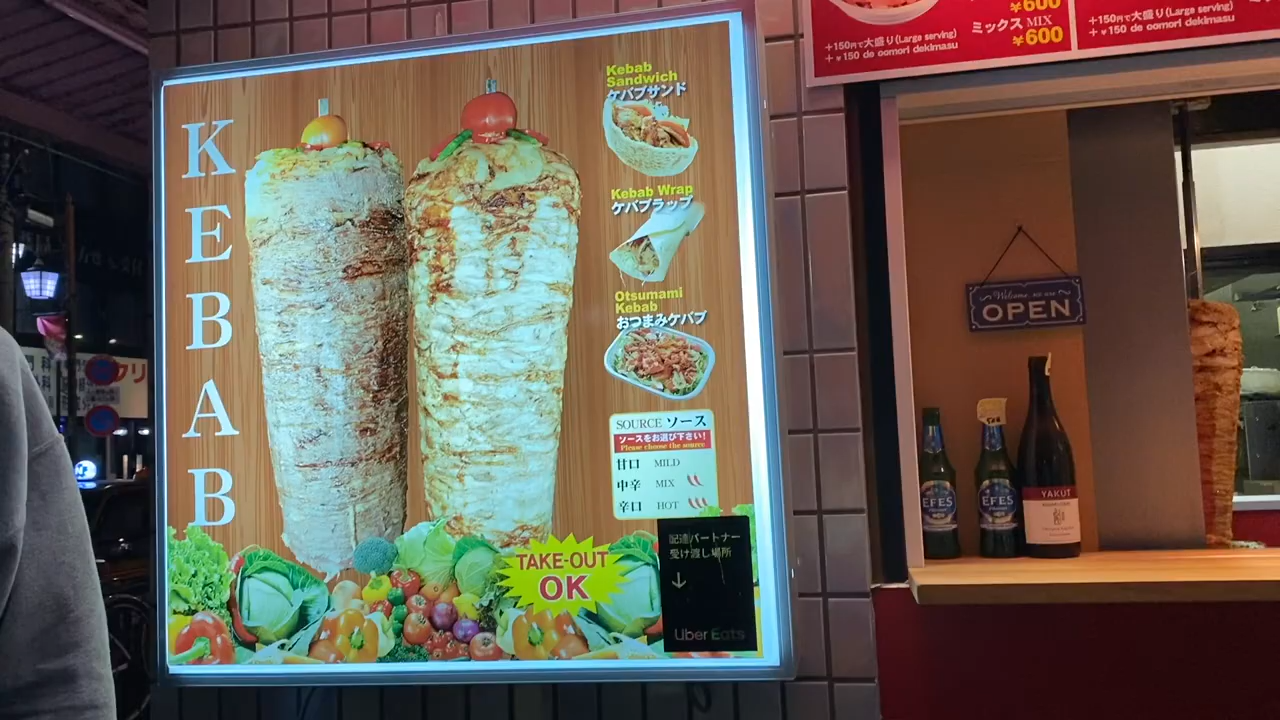 KEBAB
Kebab
Sandwich
ケバブサンド
Kebab Wrap
ケバブラップ
Otsumami
Kebab
おつまみケバブ
SOURCE ソース
ソースをお選び下さい!
Please choose the source
甘口 MILD
中辛 MIX
辛口 HOT
TAKE-OUT
OK
配達パートナー
受け渡し場所
Uber Eats
¥600
ミックス MIX
¥600
+150円で大盛り(Large serving)
+¥150 de oomori dekimasu
+150円で大盛り(Large serving)
+¥150 de oomori dekimasu
Welcome
OPEN
EFES
EFES
YAKUT